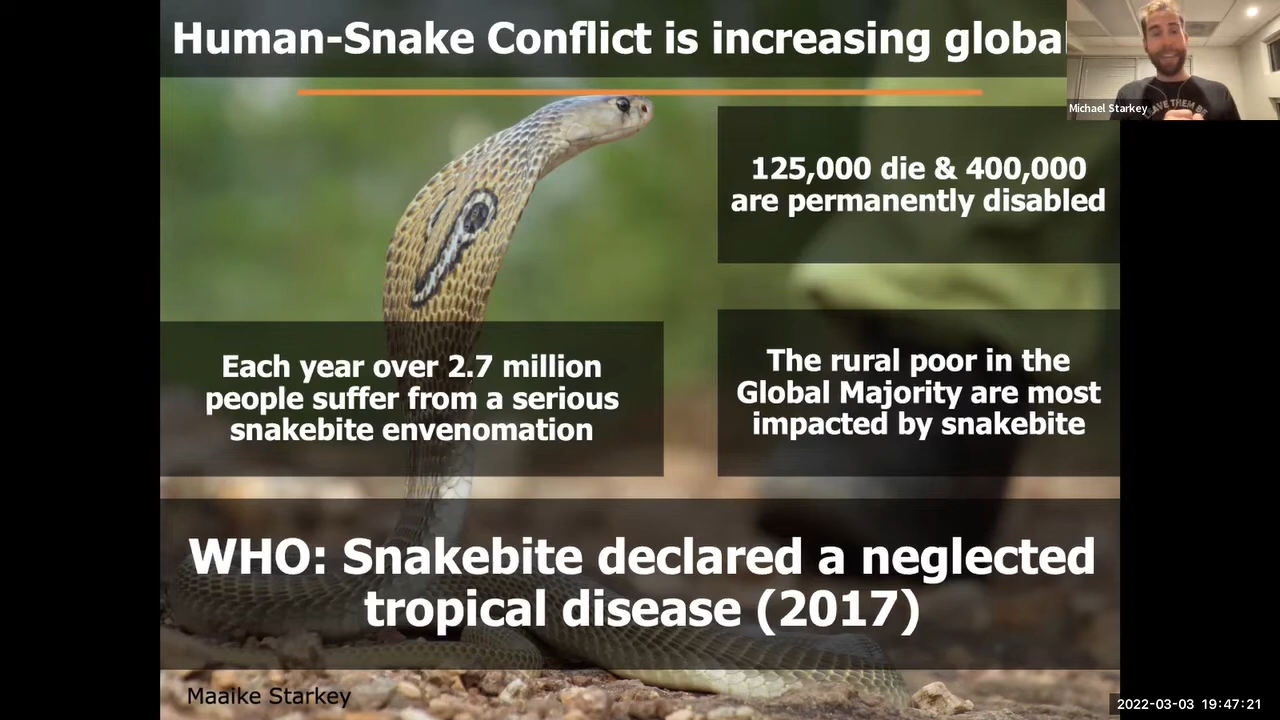 Human-Snake Conflict is increasing
Michael Starkey
SAVE THEM
125,000 die & 400,000
are permanently disabled
Each year over 2.7 million
people suffer from a serious
snakebite envenomation
The rural poor in the
Global Majority are most
impacted by snakebite
WHO: Snakebite declared a neglected
tropical disease (2017)
Maaike Starkey
2022-03-03 19:47:21